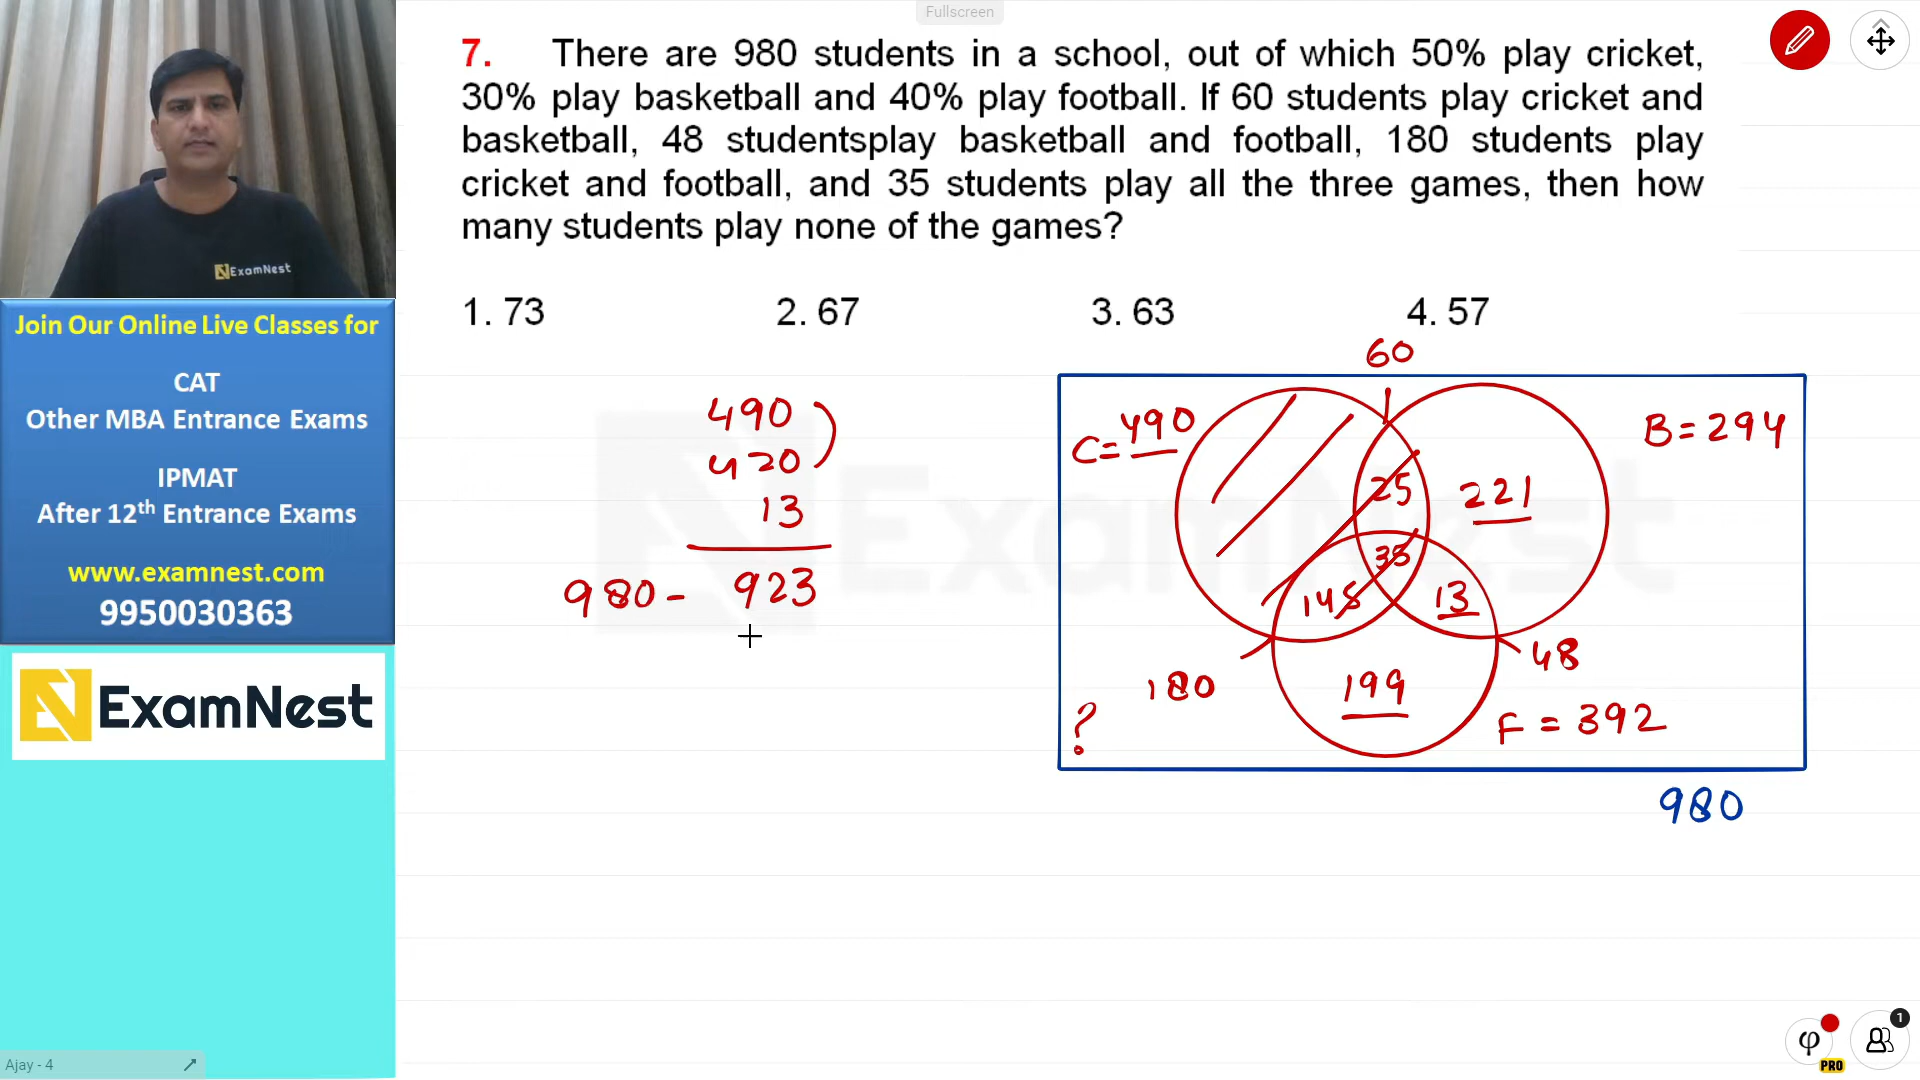 Fullscreen
7. There are 980 students in a school, out of which 50% play cricket,
30% play basketball and 40% play football. If 60 students play cricket and
basketball, 48 studentsplay basketball and football, 180 students play
cricket and football, and 35 students play all the three games, then how
many students play none of the games?
1. 73 2. 67 3. 63 4. 57
ExamNest
Join Our Online Live Classes for
CAT
Other MBA Entrance Exams
IPMAT
After 12th Entrance Exams
www.examnest.com
9950030363
ExamNest
490
420
13
980 - 923
60
C = 490
B = 294
25
221
35
145
13
48
180
199
F = 392
?
980
ExamNest
Ajay - 4
φ
PRO
1